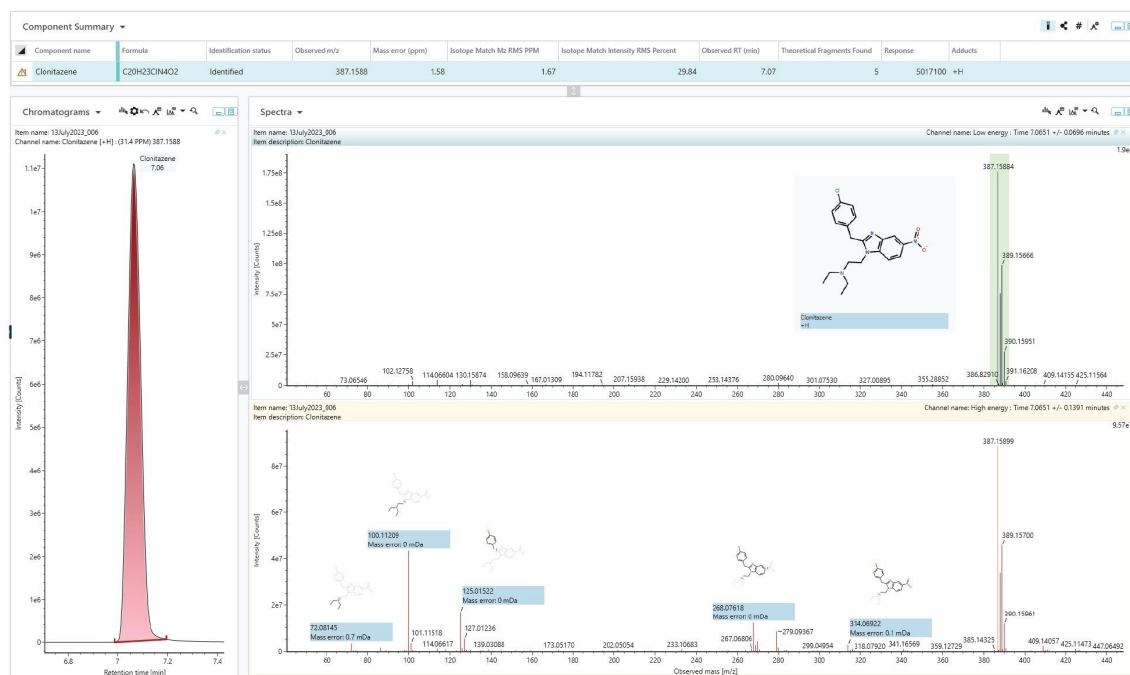 Component Summary
Component name Formula Identification status Observed m/z Mass error (ppm) Isotope Match Mz RMS PPM Isotope Match Intensity RMS Percent Observed RT (min) Theoretical Fragments Found Response Adducts
Clonitazene C20H23ClN4O2 Identified 387.1588 1.58 1.67 29.84 7.07 5 5017100 +H
Chromatograms
Item name: 13July2023_006
Channel name: Clonitazene [+H] : (31.4 PPM) 387.1588
Clonitazene
7.06
1.1e7
1e7
9e6
8e6
7e6
6e6
5e6
4e6
3e6
2e6
1e6
0
Intensity [Counts]
6.8 7 7.2 7.4
Retention time [min]
Spectra
Item name: 13July2023_006 Channel name: Low energy : Time 7.0651 +/- 0.0696 minutes
Item description: Clonitazene
1.9e
387.15884
1.75e8
1.5e8
1.25e8
1e8
7.5e7
5e7
2.5e7
0
Intensity [Counts]
Clonitazene
+H
389.15666
390.15951
73.06546 102.12758 114.06604 130.15874 158.09639 167.01309 194.11782 207.15938 229.14200 253.14376 280.09640 301.07530 327.00895 355.28852 386.82910 391.16208 409.14155 425.11564
60 80 100 120 140 160 180 200 220 240 260 280 300 320 340 360 380 400 420 440
Item name: 13July2023_006 Channel name: High energy : Time 7.0651 +/- 0.1391 minutes
Item description: Clonitazene
9.57e
387.15899
8e7
6e7
4e7
2e7
0
Intensity [Counts]
100.11209
Mass error: 0 mDa
389.15700
125.01522
Mass error: 0 mDa
72.08145
Mass error: 0.7 mDa
268.07618
Mass error: 0 mDa
314.06922
Mass error: 0.1 mDa
390.15961
101.11518 114.06617 127.01236 139.03088 173.05170 202.05054 233.10683 267.06806 279.09367 299.04954 318.07920 341.16569 359.12729 385.14325 409.14057 425.11473 447.06492
60 80 100 120 140 160 180 200 220 240 260 280 300 320 340 360 380 400 420 440
Observed mass [m/z]